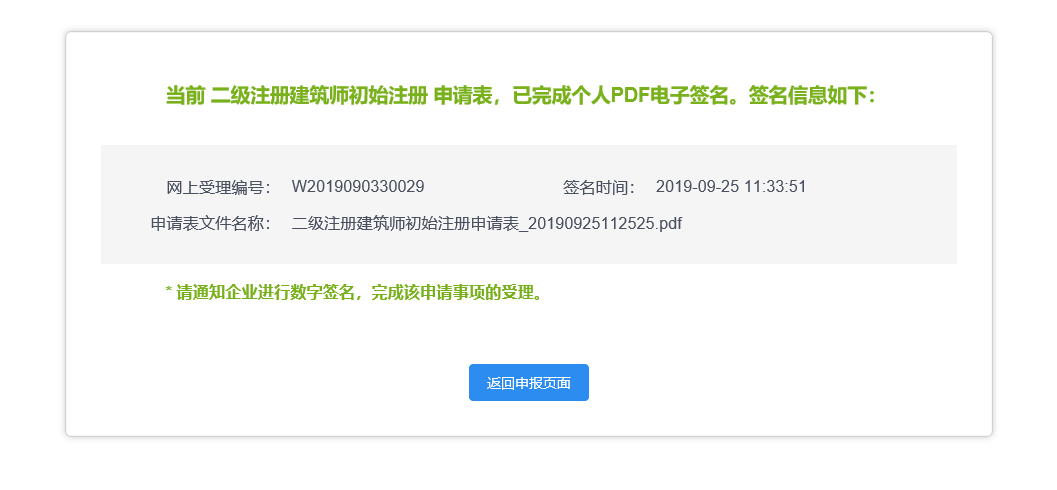 当前 二级注册建筑师初始注册 申请表，已完成个人PDF电子签名。签名信息如下：
网上受理编号： W2019090330029 签名时间： 2019-09-25 11:33:51
申请表文件名称： 二级注册建筑师初始注册申请表_20190925112525.pdf
* 请通知企业进行数字签名，完成该申请事项的受理。
返回申报页面